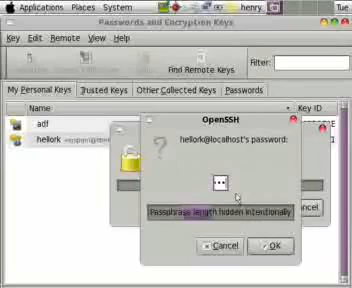 Applications Places System henry Tue
Passwords and Encryption Keys
Key Edit Remote View Help
Find Remote Keys Filter:
My Personal Keys Trusted Keys Other Collected Keys Passwords
Name Key ID
adf
hellork
OpenSSH
hellork@localhost's password:
Passphrase length hidden intentionally
Cancel OK